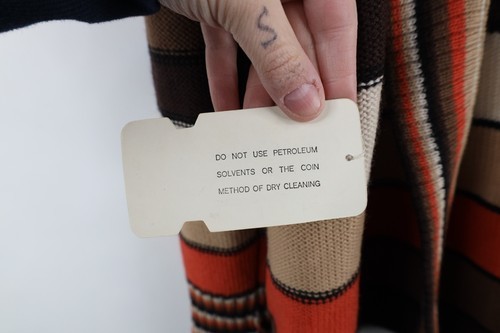 S
DO NOT USE PETROLEUM
SOLVENTS OR THE COIN
METHOD OF DRY CLEANING